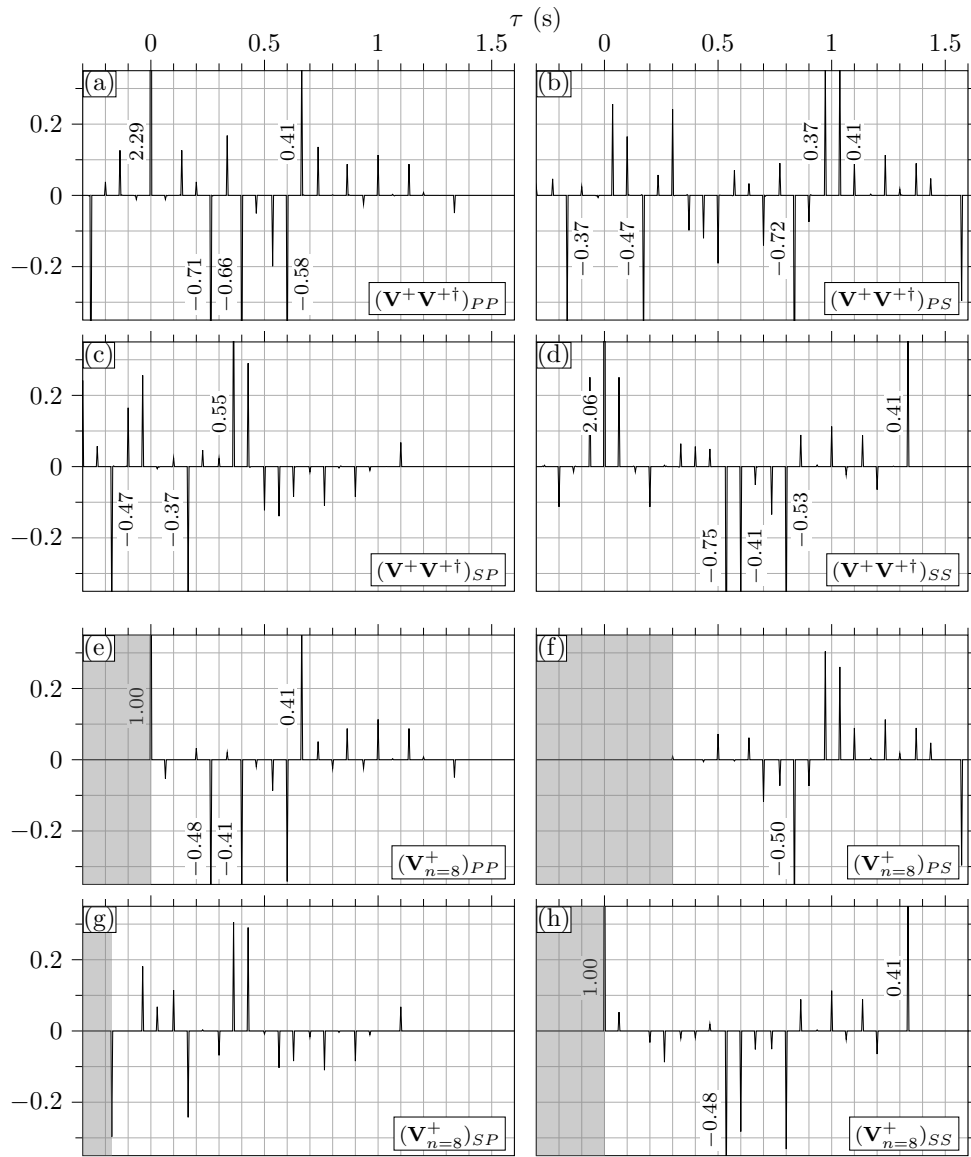 τ (s)
0 0.5 1 1.5 0 0.5 1 1.5
(a) (b)
0.2 2.29 0.41 0.37 0.41
0
−0.71 −0.66 −0.58 −0.37 −0.47 −0.72
−0.2
(V⁺V⁺†)PP (V⁺V⁺†)PS
(c) (d)
0.2 0.55 2.06 0.41
0
−0.47 −0.37 −0.75 −0.41 −0.53
−0.2
(V⁺V⁺†)SP (V⁺V⁺†)SS
(e) (f)
0.2 1.00 0.41
0
−0.48 −0.41 −0.50
−0.2
(V⁺n=8)PP (V⁺n=8)PS
(g) (h)
0.2 1.00 0.41
0
−0.48
−0.2
(V⁺n=8)SP (V⁺n=8)SS